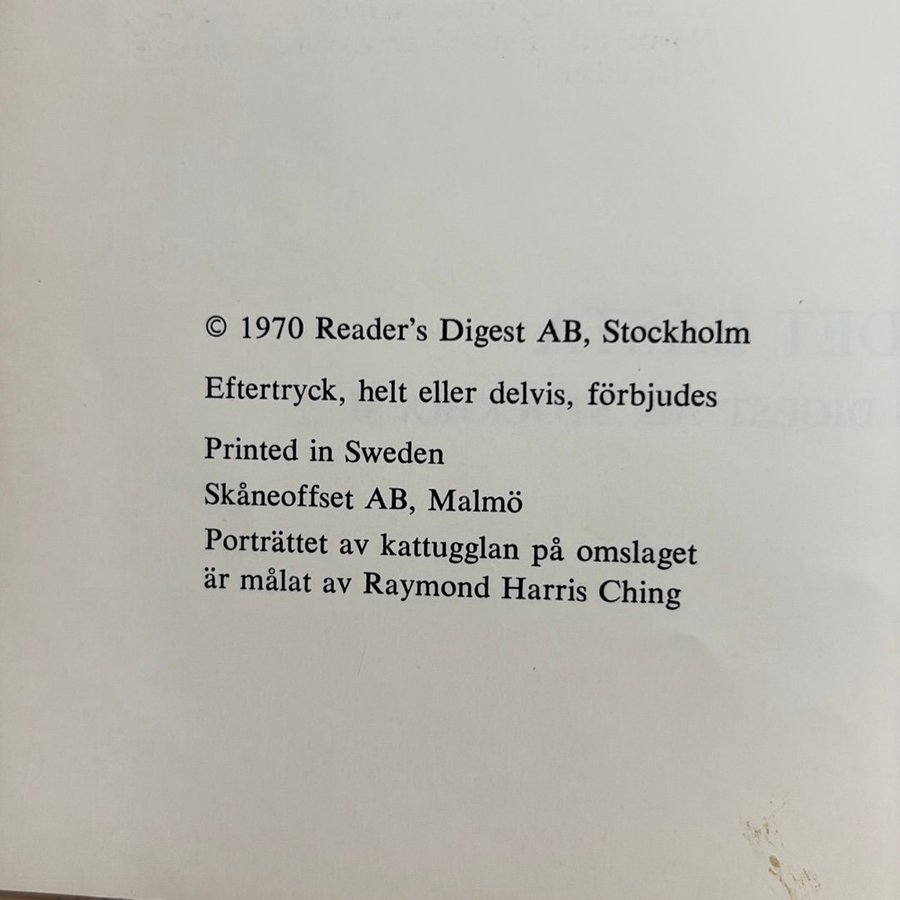 © 1970 Reader's Digest AB, Stockholm
Eftertryck, helt eller delvis, förbjudes
Printed in Sweden
Skåneoffset AB, Malmö
Porträttet av kattugglan på omslaget
är målat av Raymond Harris Ching